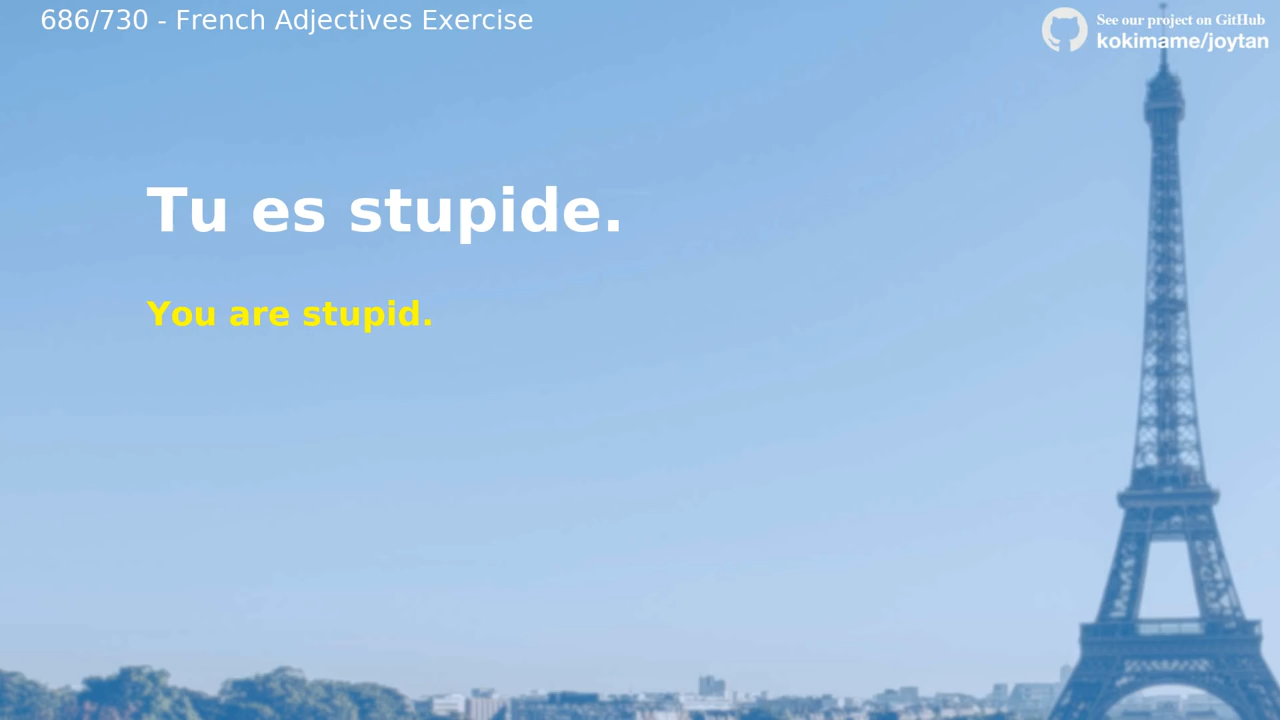 686/730 - French Adjectives Exercise
See our project on GitHub
kokimame/joytan
Tu es stupide.
You are stupid.